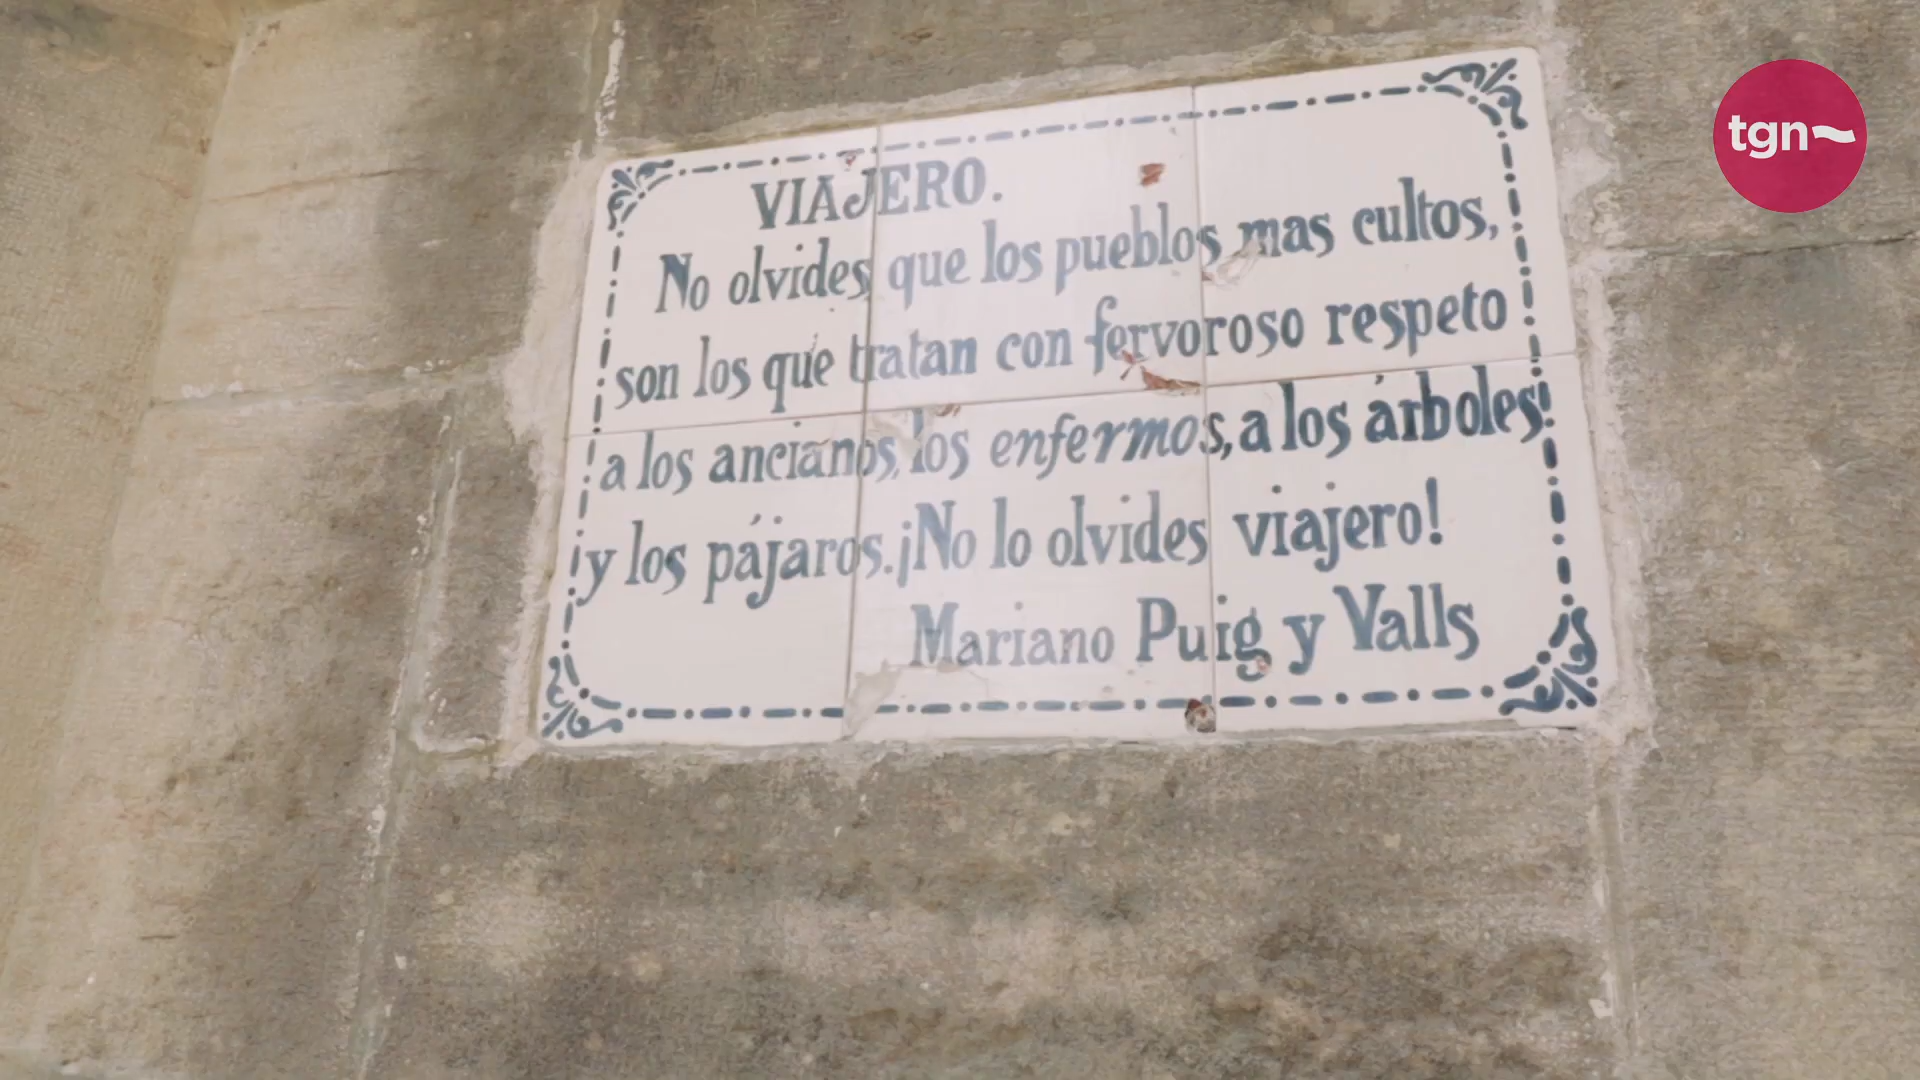 VIAJERO.
No olvides que los pueblos mas cultos,
son los que tratan con fervoroso respeto
a los ancianos, los enfermos, a los árboles
y los pájaros. ¡No lo olvides viajero!
Mariano Puig y Valls
tgn~